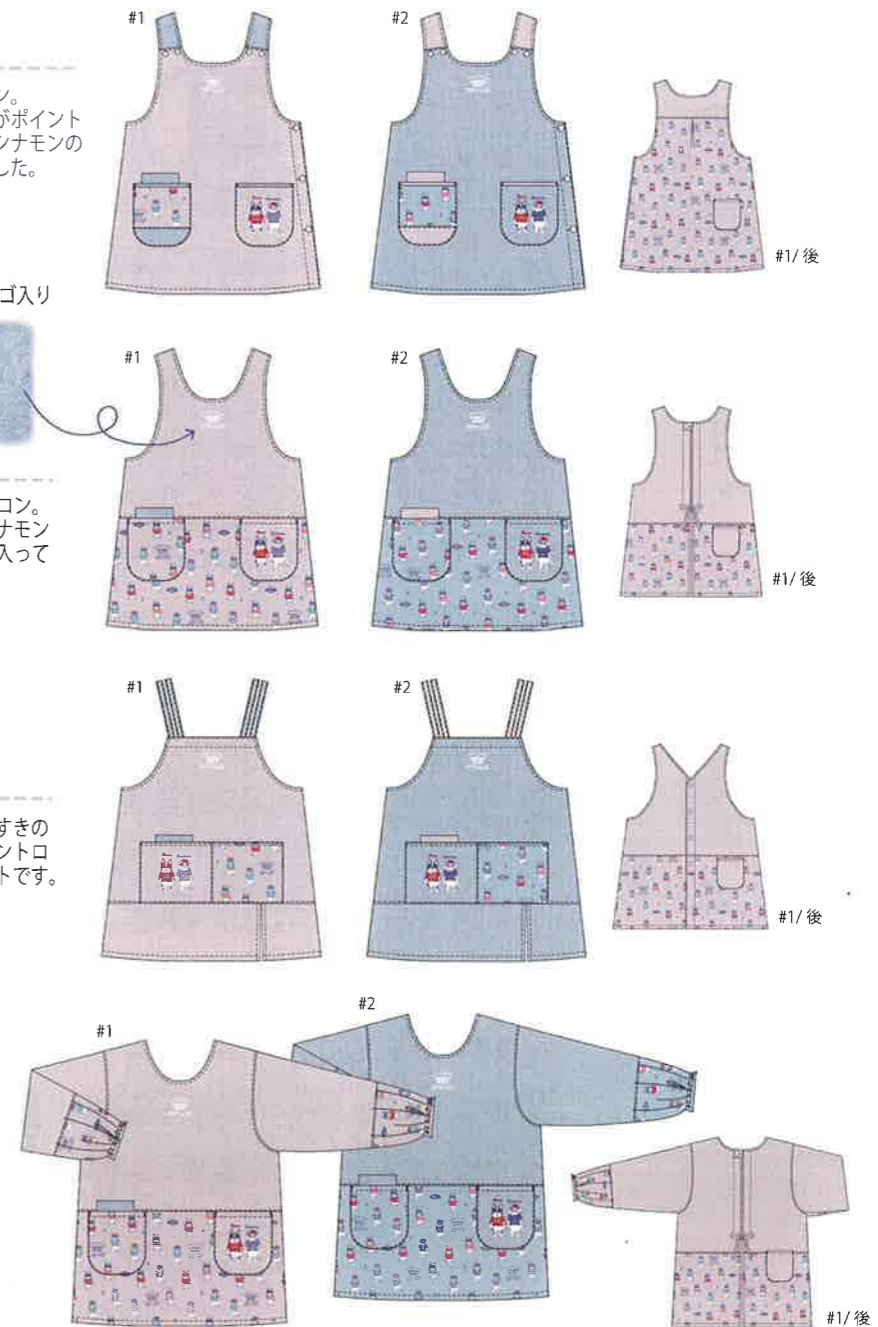 #1
#2
ン。
がポイント
ンナモンの
した。
#1/後
ゴ入り
#1
#2
コン。
ナモン
入って
#1/後
#1
#2
すきの
ントロ
トです。
#1/後
#1
#2
#1/後